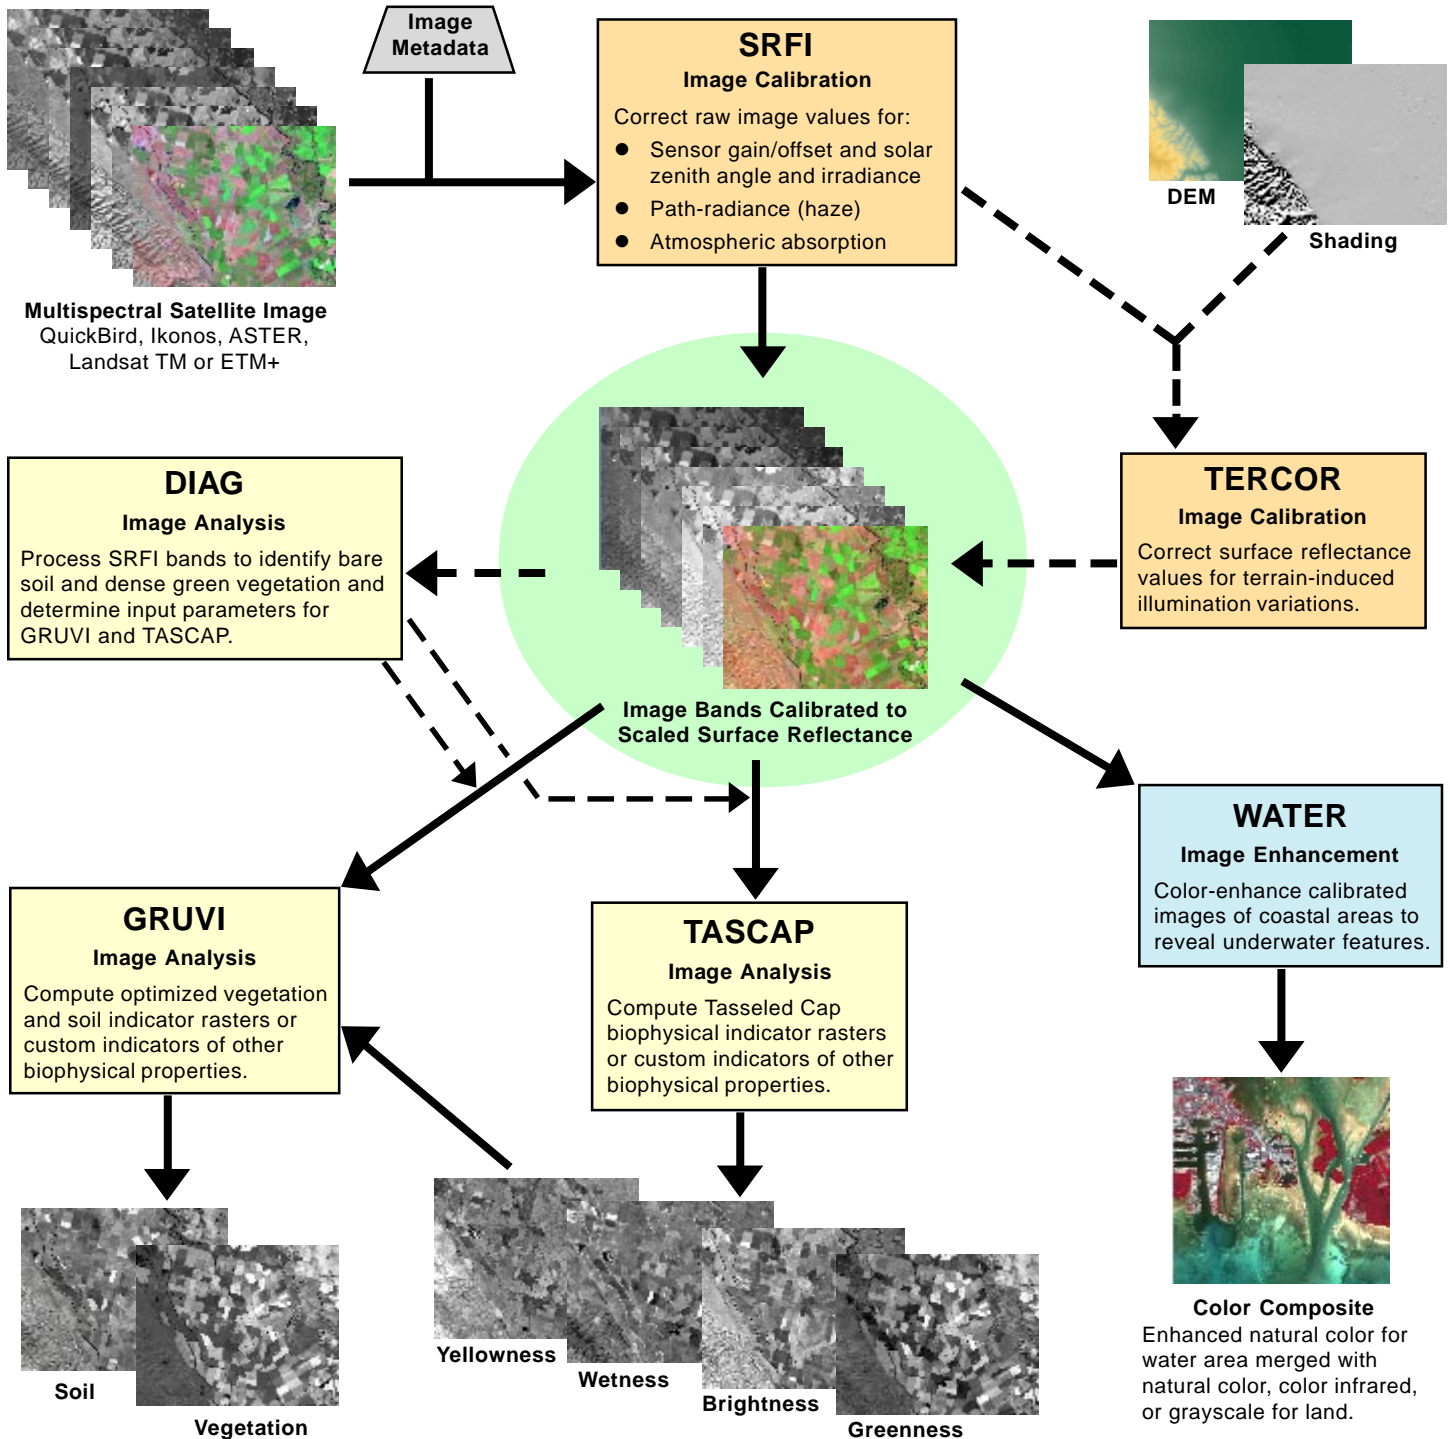 Image
Metadata
SRFI
Image Calibration
Correct raw image values for:
● Sensor gain/offset and solar
zenith angle and irradiance
● Path-radiance (haze)
● Atmospheric absorption
DEM
Shading
Multispectral Satellite Image
QuickBird, Ikonos, ASTER,
Landsat TM or ETM+
DIAG
Image Analysis
Process SRFI bands to identify bare
soil and dense green vegetation and
determine input parameters for
GRUVI and TASCAP.
TERCOR
Image Calibration
Correct surface reflectance
values for terrain-induced
illumination variations.
Image Bands Calibrated to
Scaled Surface Reflectance
WATER
Image Enhancement
Color-enhance calibrated
images of coastal areas to
reveal underwater features.
GRUVI
Image Analysis
Compute optimized vegetation
and soil indicator rasters or
custom indicators of other
biophysical properties.
TASCAP
Image Analysis
Compute Tasseled Cap
biophysical indicator rasters
or custom indicators of other
biophysical properties.
Soil
Vegetation
Yellowness
Wetness
Brightness
Greenness
Color Composite
Enhanced natural color for
water area merged with
natural color, color infrared,
or grayscale for land.